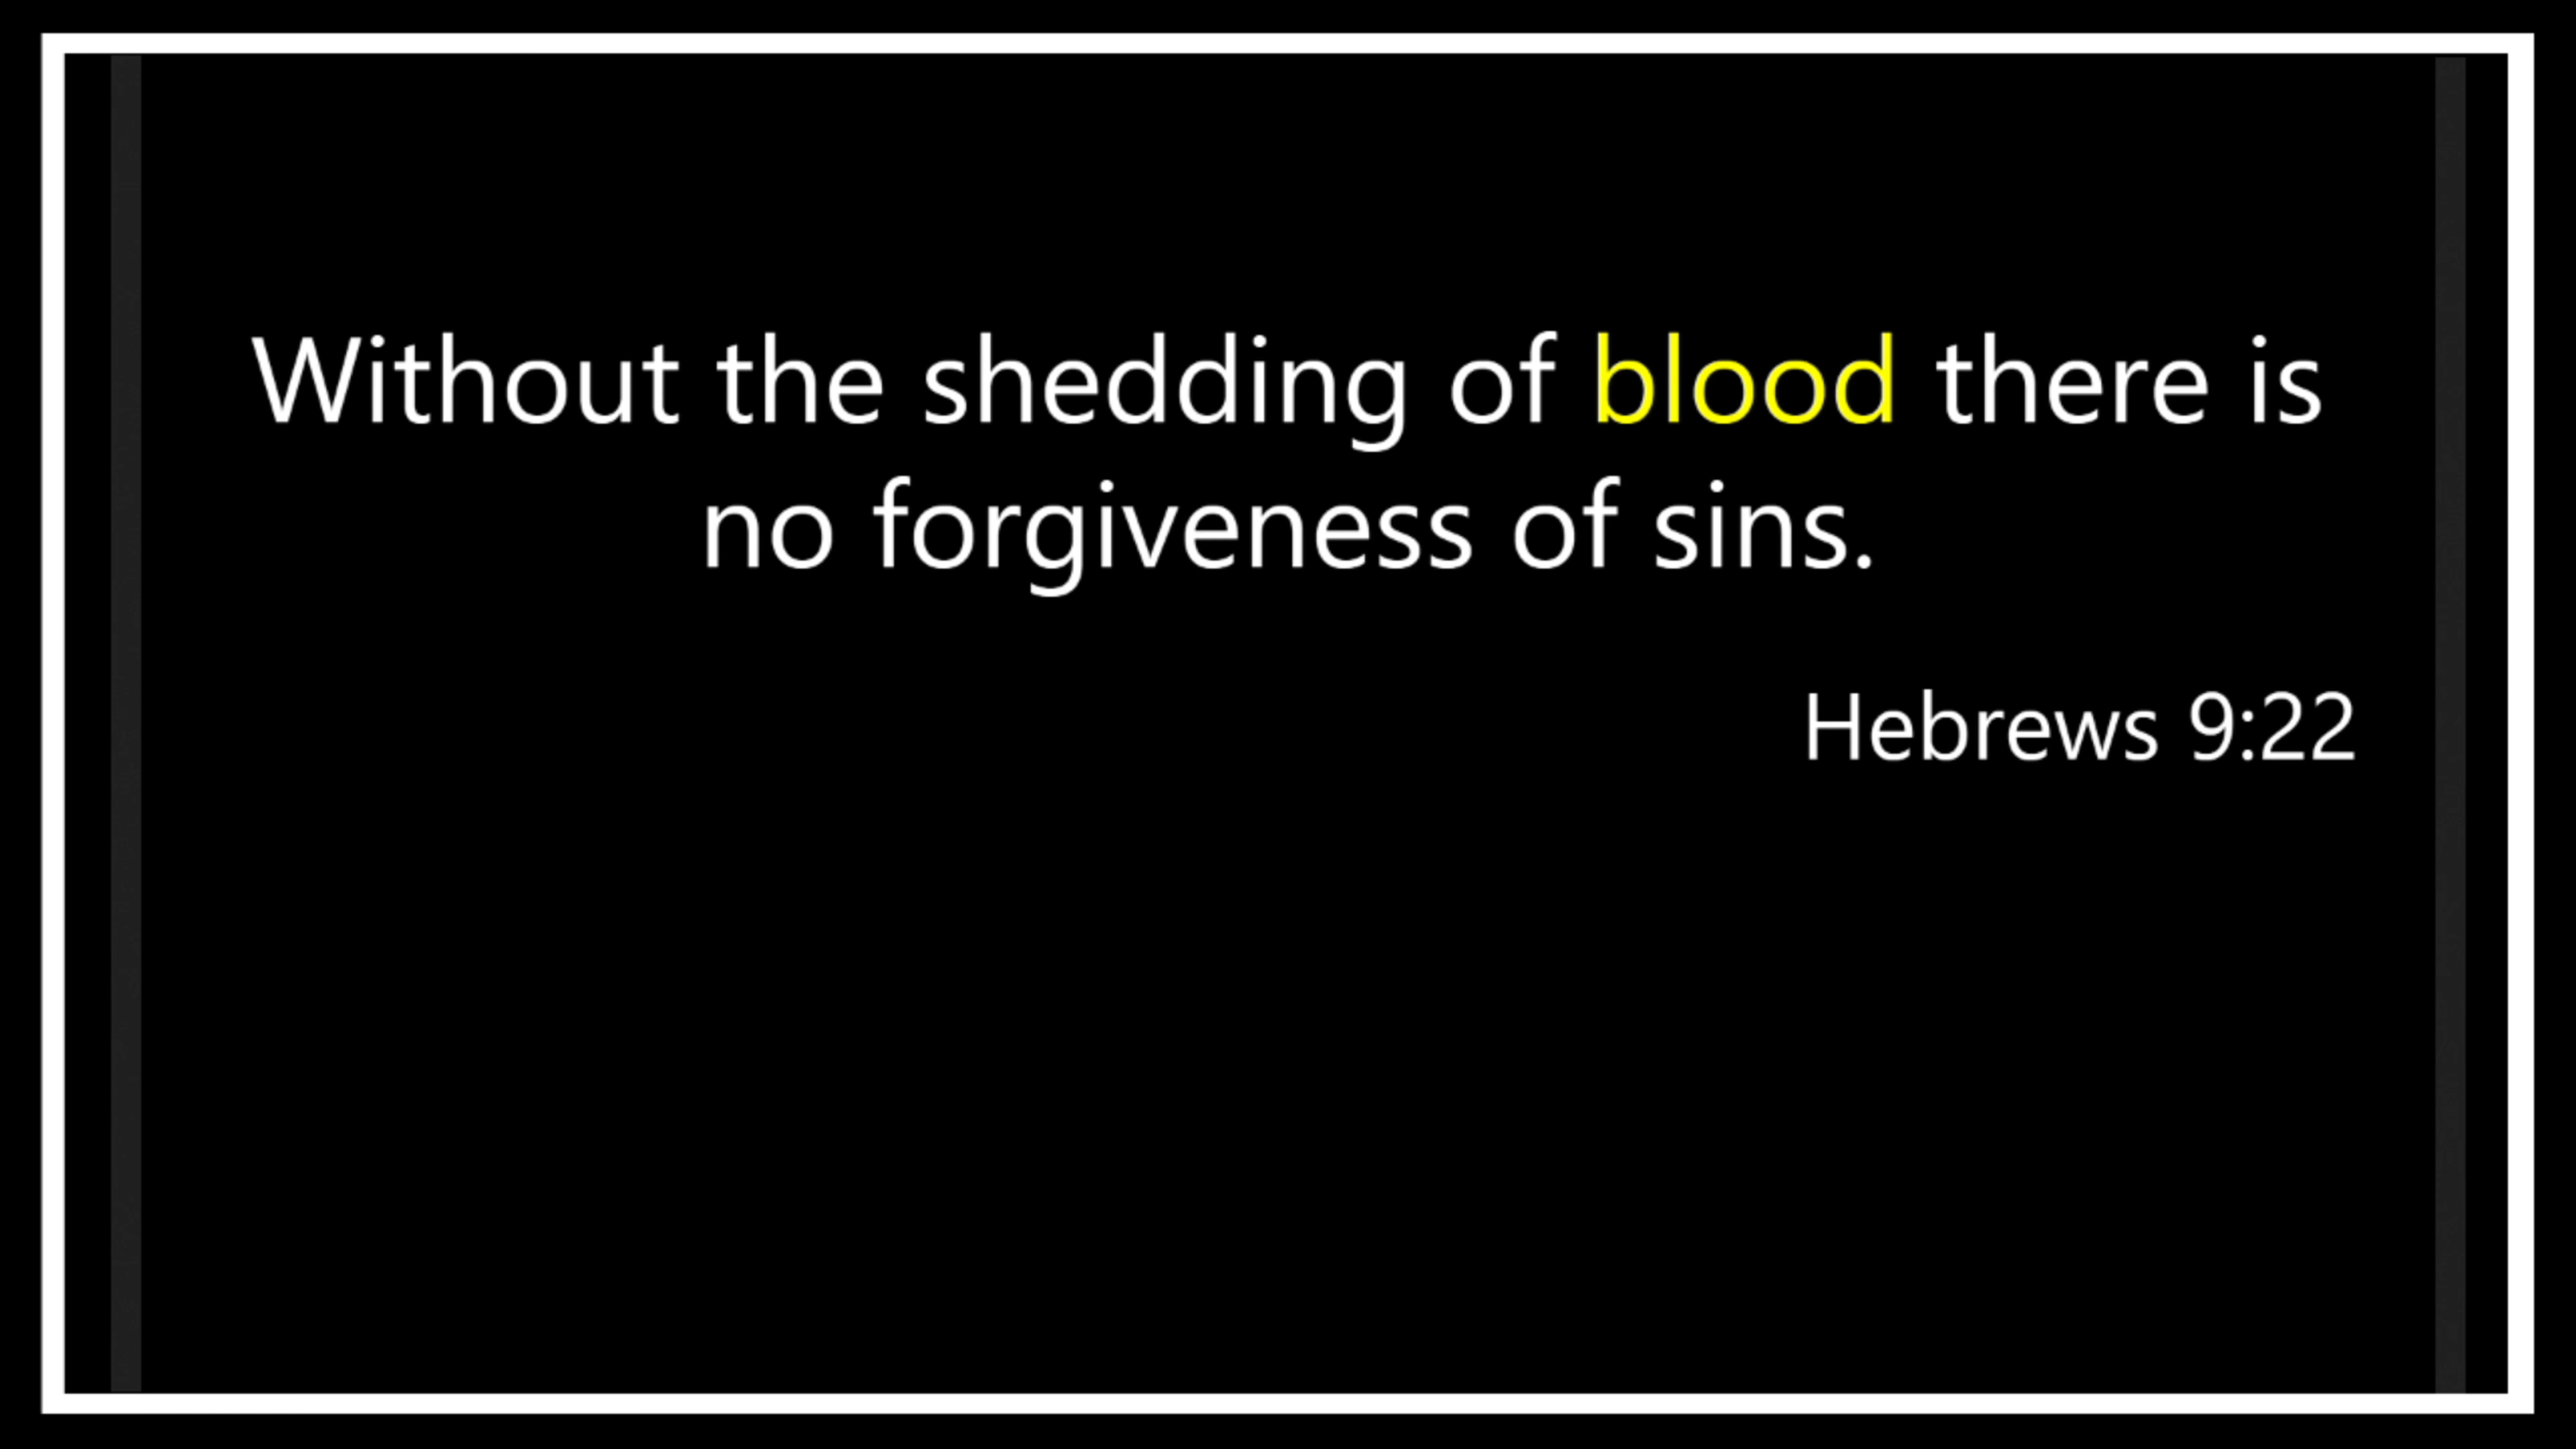 Without the shedding of blood there is
no forgiveness of sins.
Hebrews 9:22